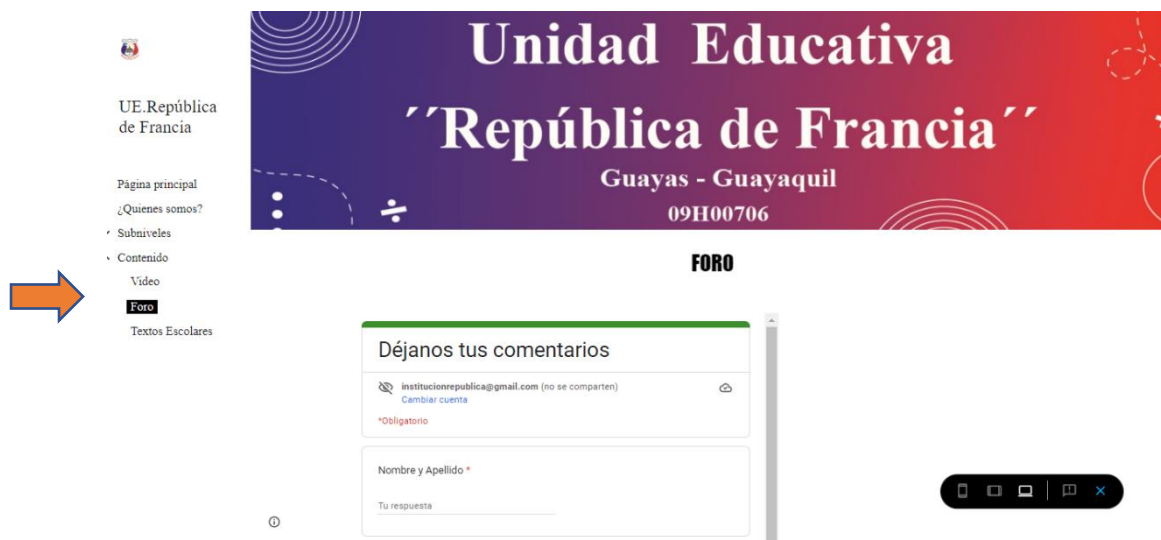 UE.República
de Francia
Página principal
¿Quienes somos?
Subniveles
Contenido
Video
Foro
Textos Escolares
Unidad Educativa
´´República de Francia´´
Guayas - Guayaquil
09H00706
FORO
Déjanos tus comentarios
institucionrepublica@gmail.com (no se comparten)
Cambiar cuenta
*Obligatorio
Nombre y Apellido *
Tu respuesta